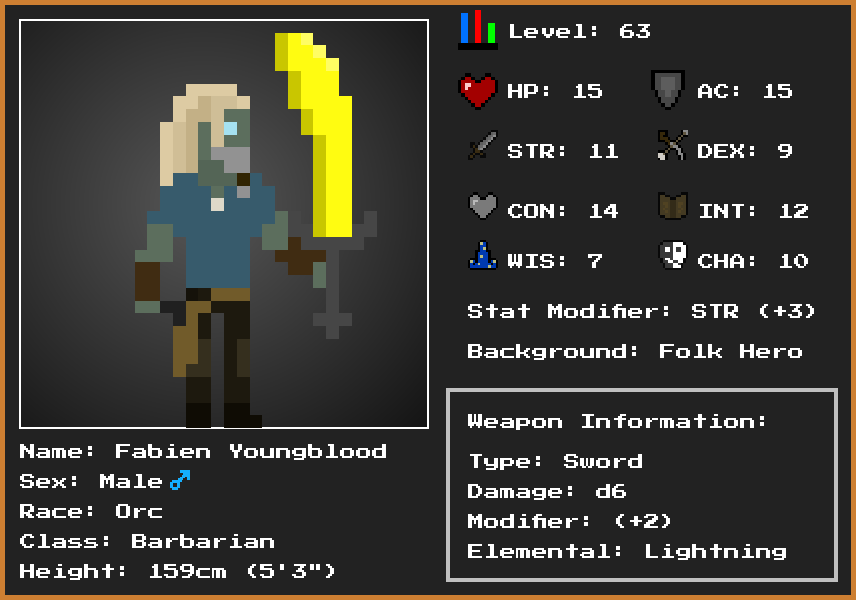 Level: 63
HP: 15
AC: 15
STR: 11
DEX: 9
CON: 14
INT: 12
WIS: 7
CHA: 10
Stat Modifier: STR (+3)
Background: Folk Hero
Weapon Information:
Type: Sword
Damage: d6
Modifier: (+2)
Elemental: Lightning
Name: Fabien Youngblood
Sex: Male♂
Race: Orc
Class: Barbarian
Height: 159cm (5'3")